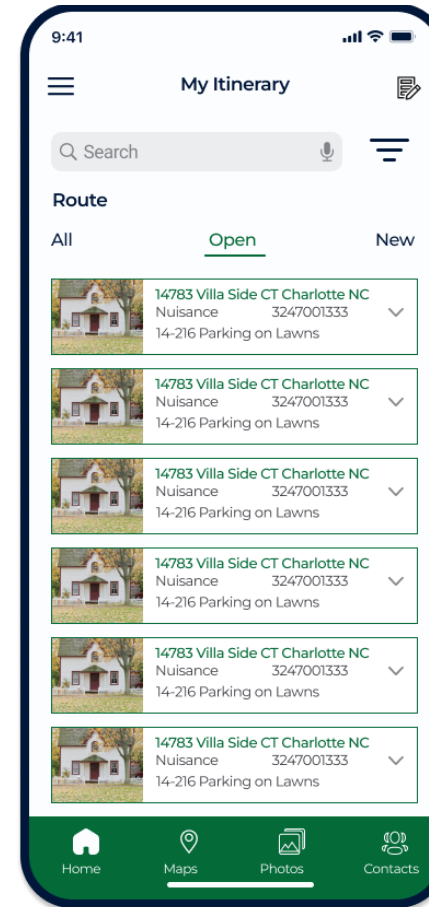 9:41
My Itinerary
Search
Route
All Open New
14783 Villa Side CT Charlotte NC
Nuisance 3247001333
14-216 Parking on Lawns
14783 Villa Side CT Charlotte NC
Nuisance 3247001333
14-216 Parking on Lawns
14783 Villa Side CT Charlotte NC
Nuisance 3247001333
14-216 Parking on Lawns
14783 Villa Side CT Charlotte NC
Nuisance 3247001333
14-216 Parking on Lawns
14783 Villa Side CT Charlotte NC
Nuisance 3247001333
14-216 Parking on Lawns
14783 Villa Side CT Charlotte NC
Nuisance 3247001333
14-216 Parking on Lawns
Home Maps Photos Contacts